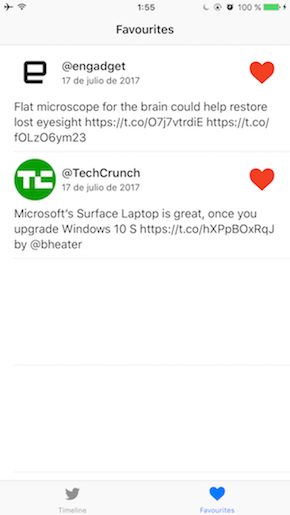 1:55
100 %
Favourites
@engadget
17 de julio de 2017
Flat microscope for the brain could help restore
lost eyesight https://t.co/O7j7vtrdiE https://t.co/
fOLzO6ym23
TC
@TechCrunch
17 de julio de 2017
Microsoft's Surface Laptop is great, once you
upgrade Windows 10 S https://t.co/hXPpBOxRqJ
by @bheater
Timeline
Favourites